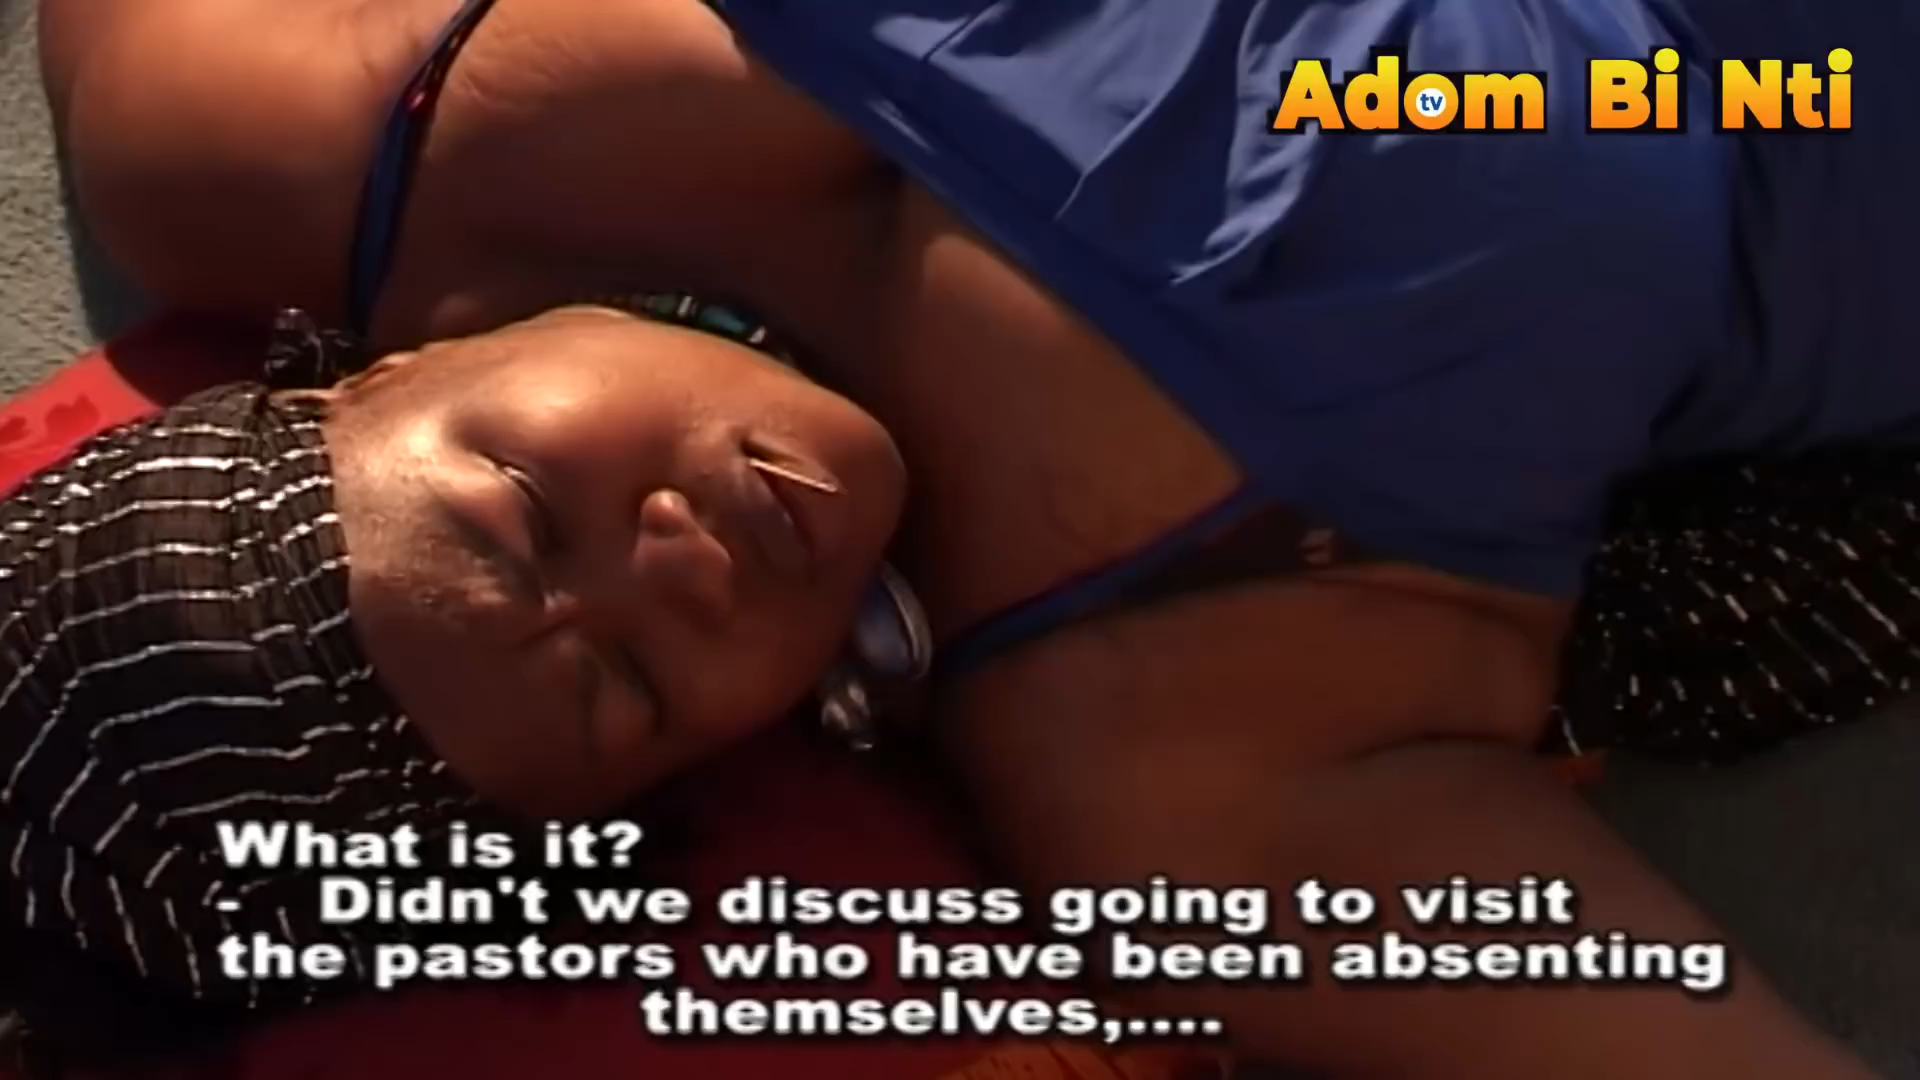 Adom Bi Nti
tv
What is it?
- Didn't we discuss going to visit
the pastors who have been absenting
themselves,....